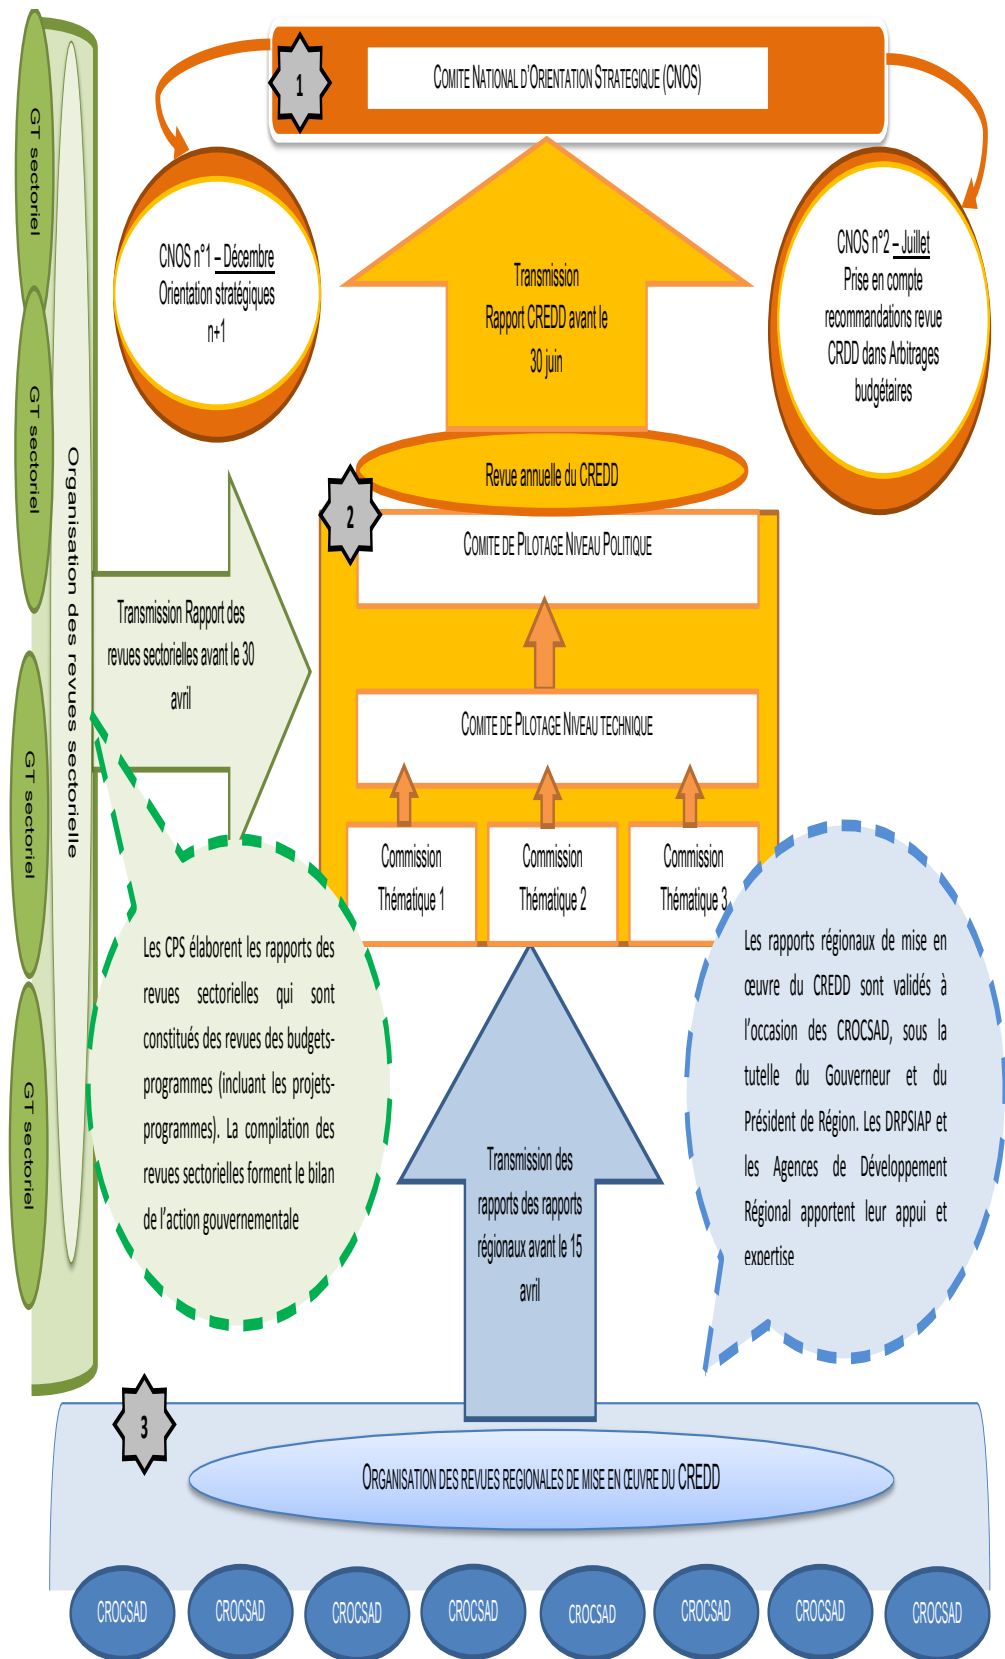 1
COMITE NATIONAL D'ORIENTATION STRATEGIQUE (CNOS)
CNOS n°1 – Décembre
Orientation stratégiques
n+1
CNOS n°2 – Juillet
Prise en compte
recommandations revue
CRDD dans Arbitrages
budgétaires
Transmission
Rapport CREDD avant le
30 juin
Revue annuelle du CREDD
2
COMITE DE PILOTAGE NIVEAU POLITIQUE
COMITE DE PILOTAGE NIVEAU TECHNIQUE
Commission
Thématique 1
Commission
Thématique 2
Commission
Thématique 3
GT sectoriel
GT sectoriel
GT sectoriel
GT sectoriel
Organisation des revues sectorielle
Transmission Rapport des
revues sectorielles avant le 30
avril
Les CPS élaborent les rapports des
revues sectorielles qui sont
constitués des revues des budgets-
programmes (incluant les projets-
programmes). La compilation des
revues sectorielles forment le bilan
de l'action gouvernementale
Les rapports régionaux de mise en
œuvre du CREDD sont validés à
l'occasion des CROCSAD, sous la
tutelle du Gouverneur et du
Président de Région. Les DRPSIAP et
les Agences de Développement
Régional apportent leur appui et
expertise
Transmission des
rapports des rapports
régionaux avant le 15
avril
3
ORGANISATION DES REVUES REGIONALES DE MISE EN ŒUVRE DU CREDD
CROCSAD
CROCSAD
CROCSAD
CROCSAD
CROCSAD
CROCSAD
CROCSAD
CROCSAD